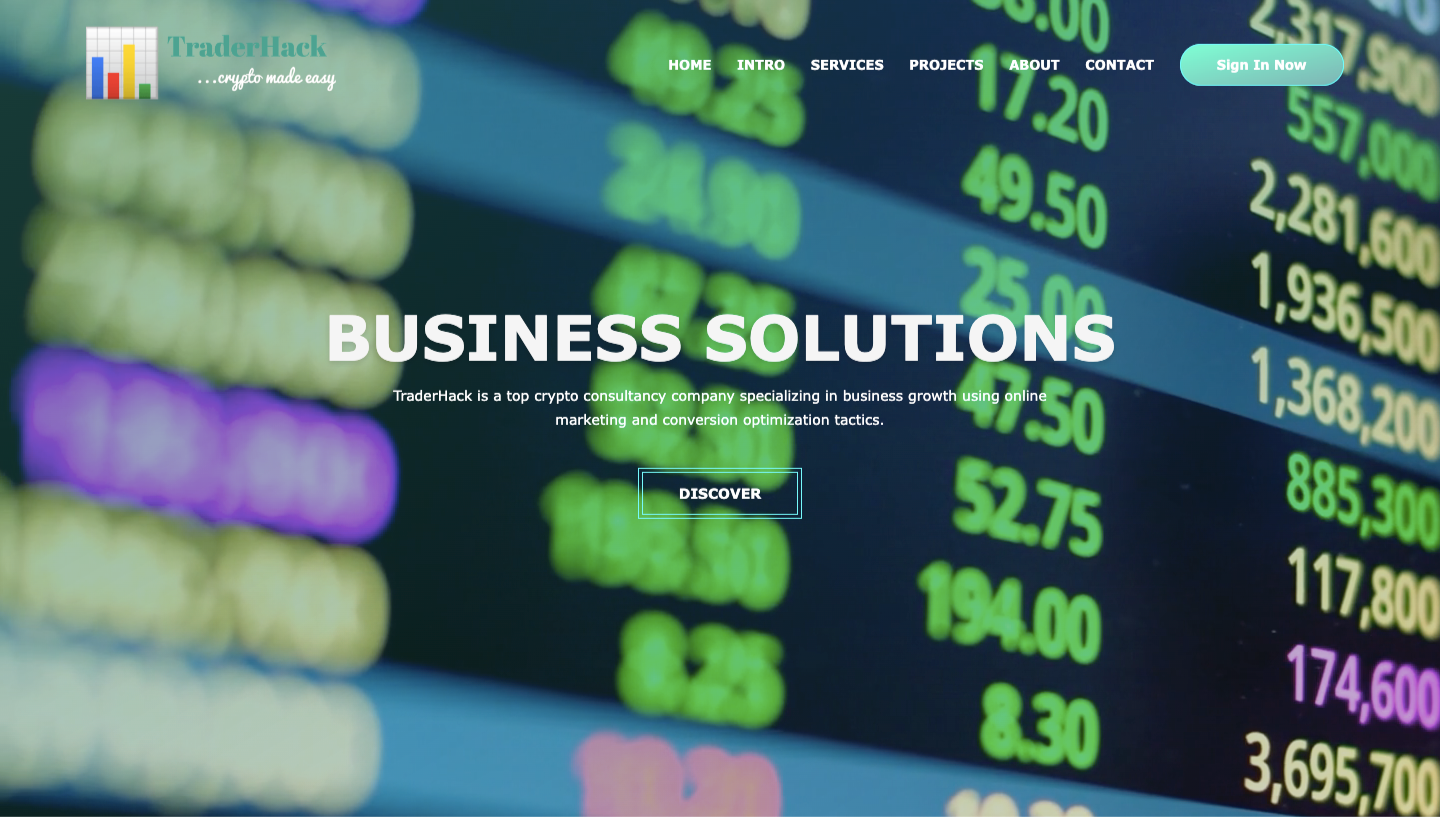 TraderHack
...crypto made easy
HOME INTRO SERVICES PROJECTS ABOUT CONTACT Sign In Now
BUSINESS SOLUTIONS
TraderHack is a top crypto consultancy company specializing in business growth using online
marketing and conversion optimization tactics.
DISCOVER
17.20
557,000
49.50
2,281,600
25.00
1,936,500
47.50
1,368,200
52.75
885,300
194.00
117,800
8.30
174,600
3,695,700
2,317,900
24.90